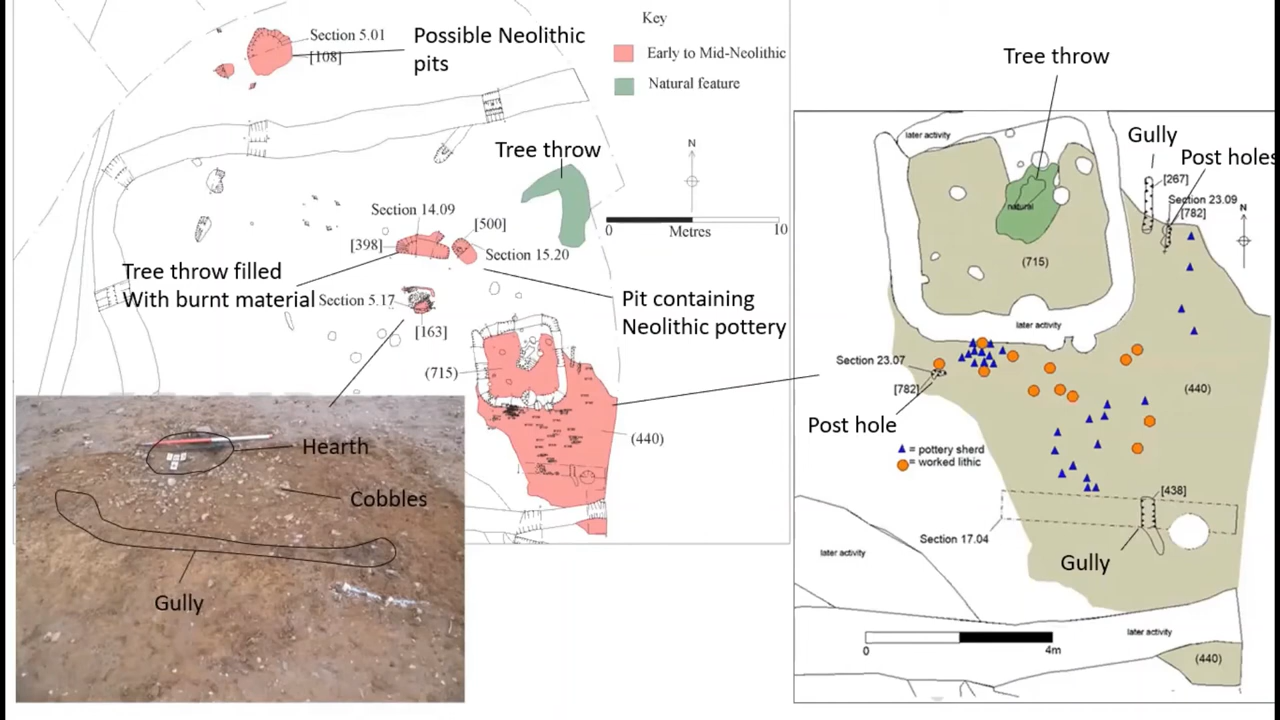 Section 5.01
[108]
Possible Neolithic
pits
Key
Early to Mid-Neolithic
Natural feature
Tree throw
N
0
10
Metres
Section 14.09
[500]
[398]
Section 15.20
Tree throw filled
With burnt material
Section 5.17
[163]
Pit containing
Neolithic pottery
(715)
(440)
Hearth
Cobbles
Gully
Tree throw
Gully
Post holes
later activity
[267]
Section 23.09
[782]
N
natural
(715)
later activity
Section 23.07
[782]
(440)
Post hole
= pottery sherd
= worked lithic
[438]
Section 17.04
Gully
later activity
later activity
0
4m
(440)